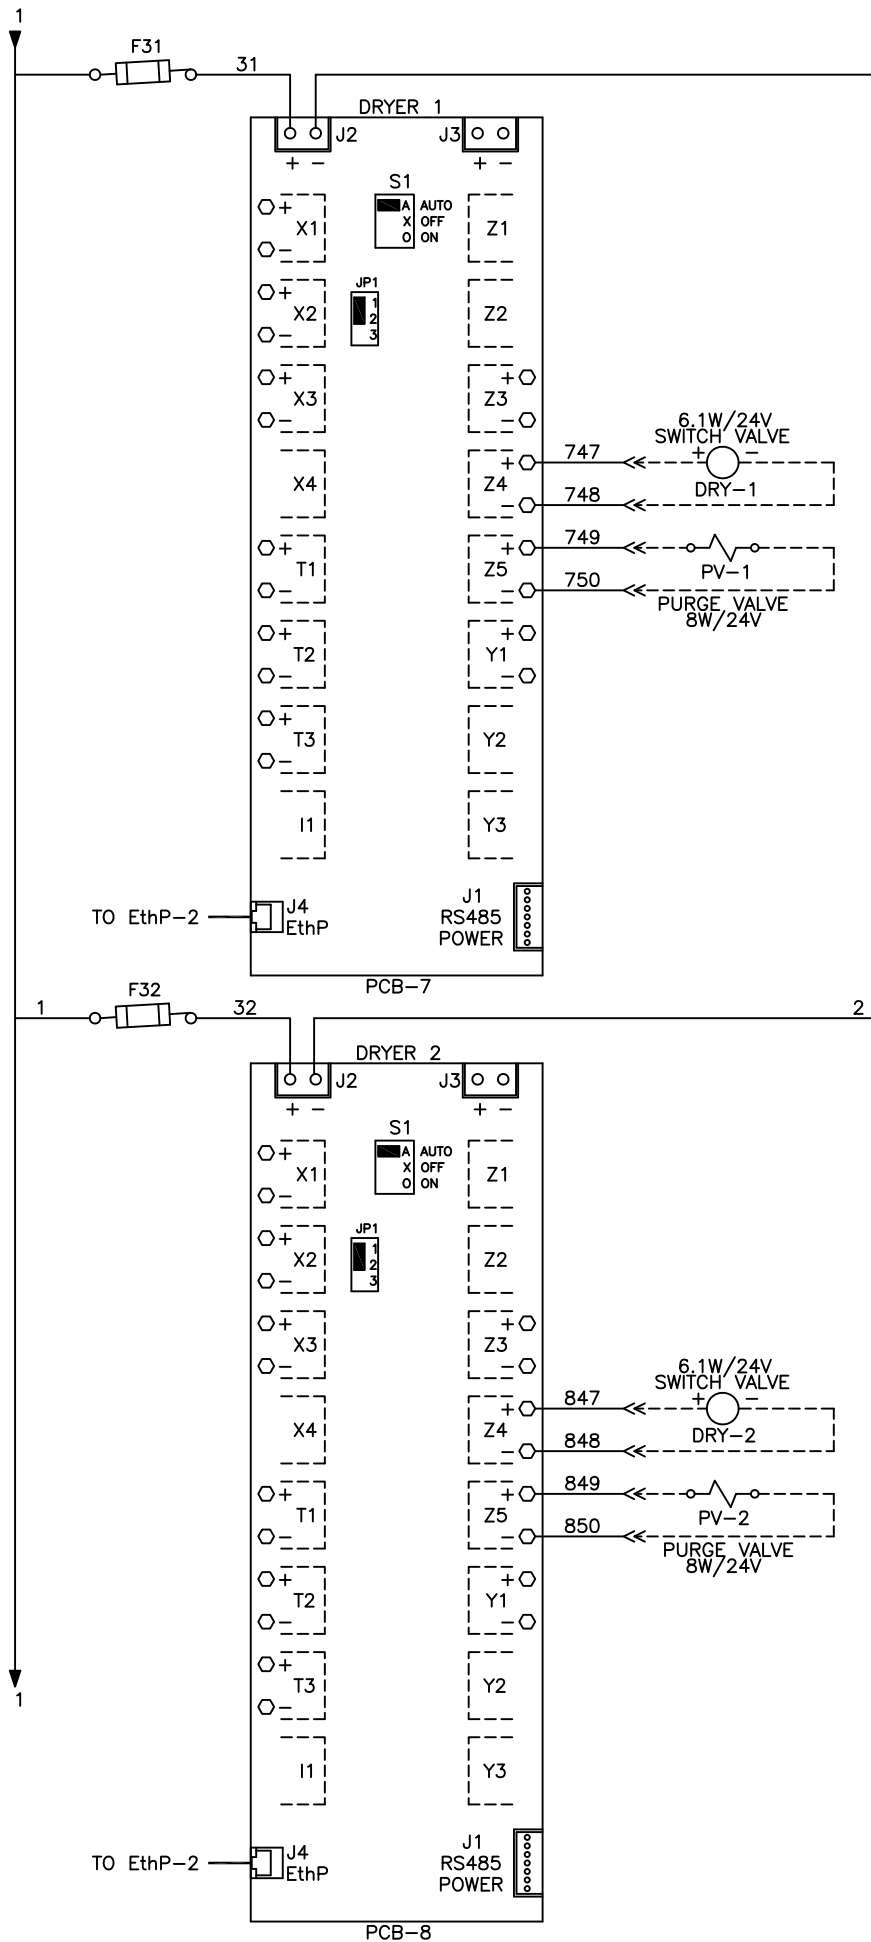 1
F31
31
DRYER 1
J2
J3
+ −
+ −
S1
A AUTO
X OFF
O ON
+
X1
−
Z1
JP1
1
2
3
+
X2
−
Z2
+
X3
−
+
Z3
−
X4
+
Z4
−
747
748
6.1W/24V
SWITCH VALVE
+ −
DRY-1
+
T1
−
+
Z5
−
749
750
PV-1
PURGE VALVE
8W/24V
+
T2
−
+
Y1
−
+
T3
−
Y2
I1
Y3
TO EthP-2
J4
EthP
J1
RS485
POWER
PCB-7
1
F32
32
2
DRYER 2
J2
J3
+ −
+ −
S1
A AUTO
X OFF
O ON
+
X1
−
Z1
JP1
1
2
3
+
X2
−
Z2
+
X3
−
+
Z3
−
X4
+
Z4
−
847
848
6.1W/24V
SWITCH VALVE
+ −
DRY-2
+
T1
−
+
Z5
−
849
850
PV-2
PURGE VALVE
8W/24V
+
T2
−
+
Y1
−
+
T3
−
Y2
1
I1
Y3
TO EthP-2
J4
EthP
J1
RS485
POWER
PCB-8